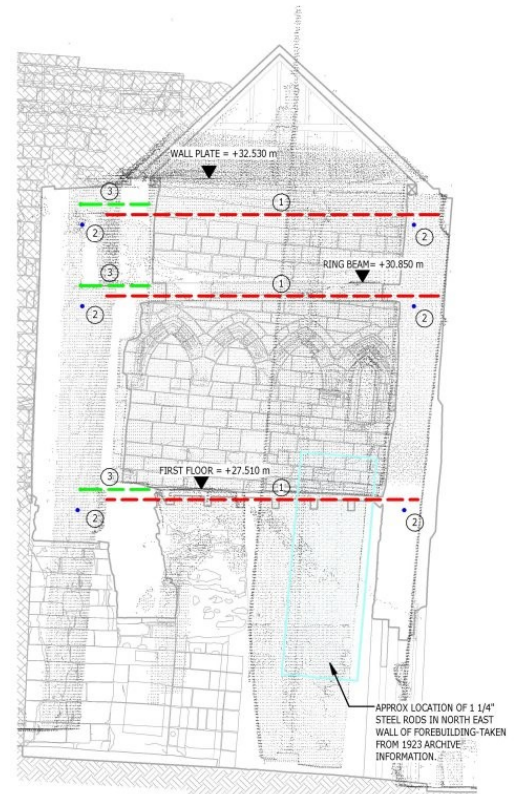 WALL PLATE = +32.530 m
3
1
2
2
3
RING BEAM= +30.850 m
1
2
2
3
FIRST FLOOR = +27.510 m
1
2
2
APPROX LOCATION OF 1 1/4"
STEEL RODS IN NORTH EAST
WALL OF FOREBUILDING-TAKEN
FROM 1923 ARCHIVE
INFORMATION.